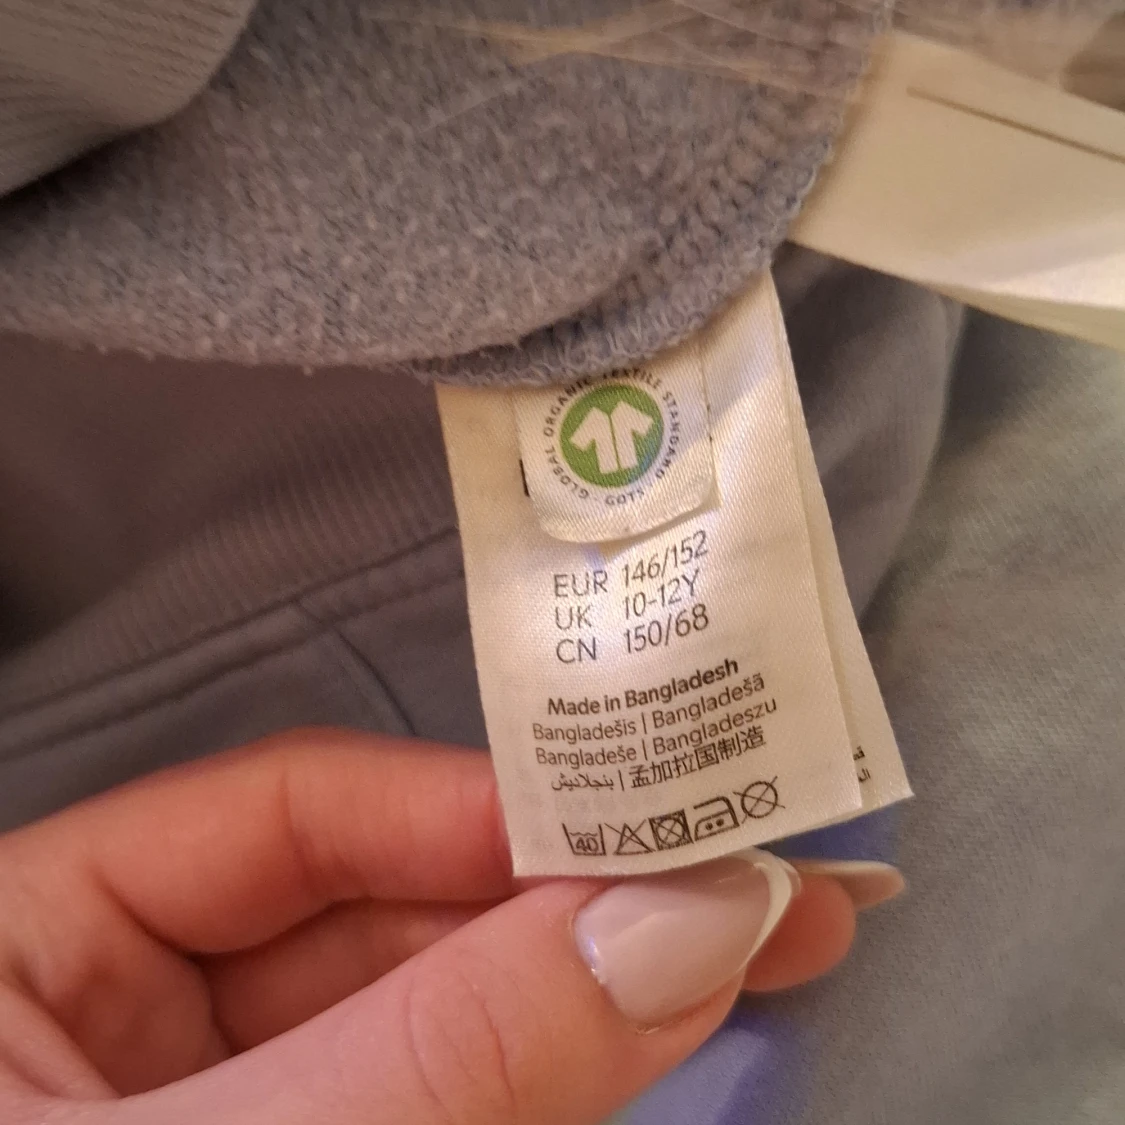 GLOBAL ORGANIC TEXTILE STANDARD · GOTS ·
EUR 146/152
UK 10-12Y
CN 150/68
Made in Bangladesh
Bangladešis | Bangladešā
Bangladeše | Bangladeszu
بنجلاديش | 孟加拉国制造
40